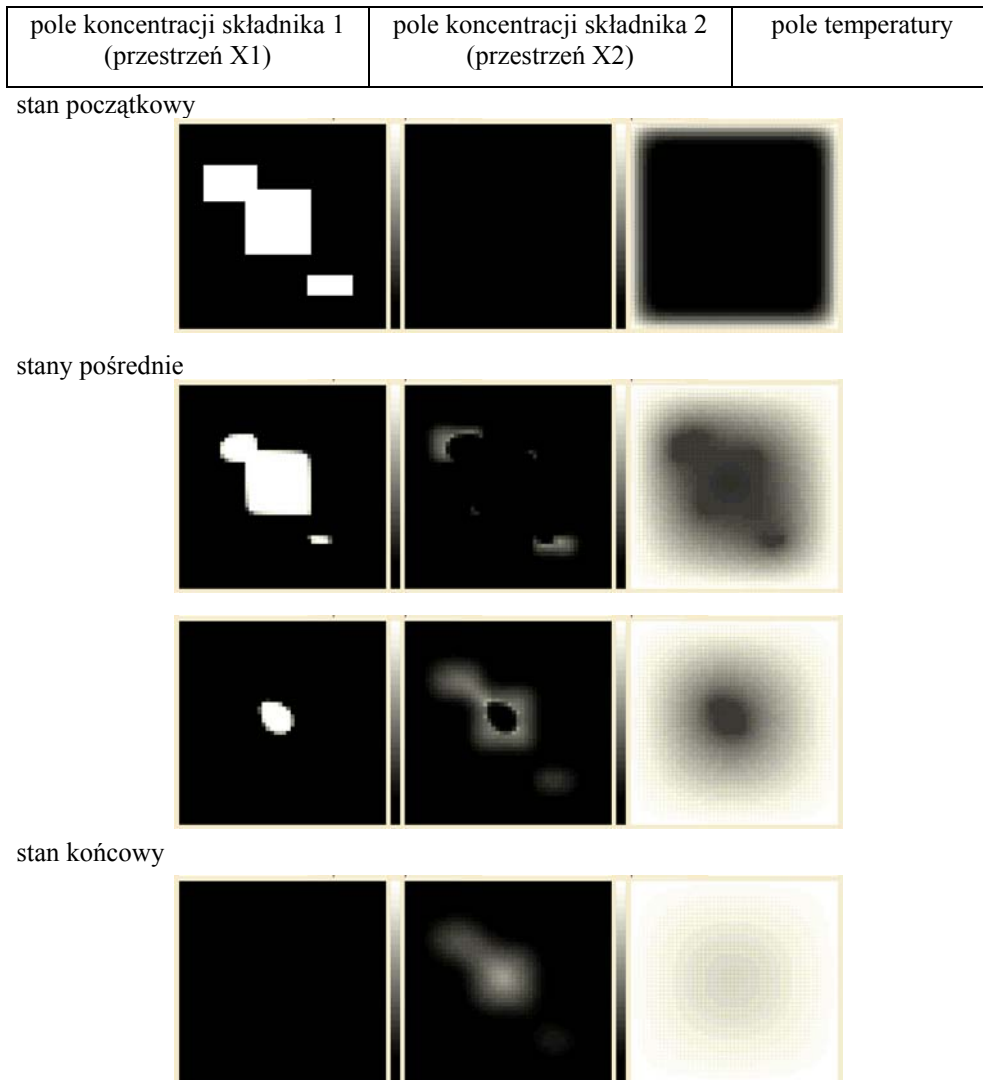 pole koncentracji składnika 1
(przestrzeń X1)
pole koncentracji składnika 2
(przestrzeń X2)
pole temperatury
stan początkowy
stany pośrednie
stan końcowy